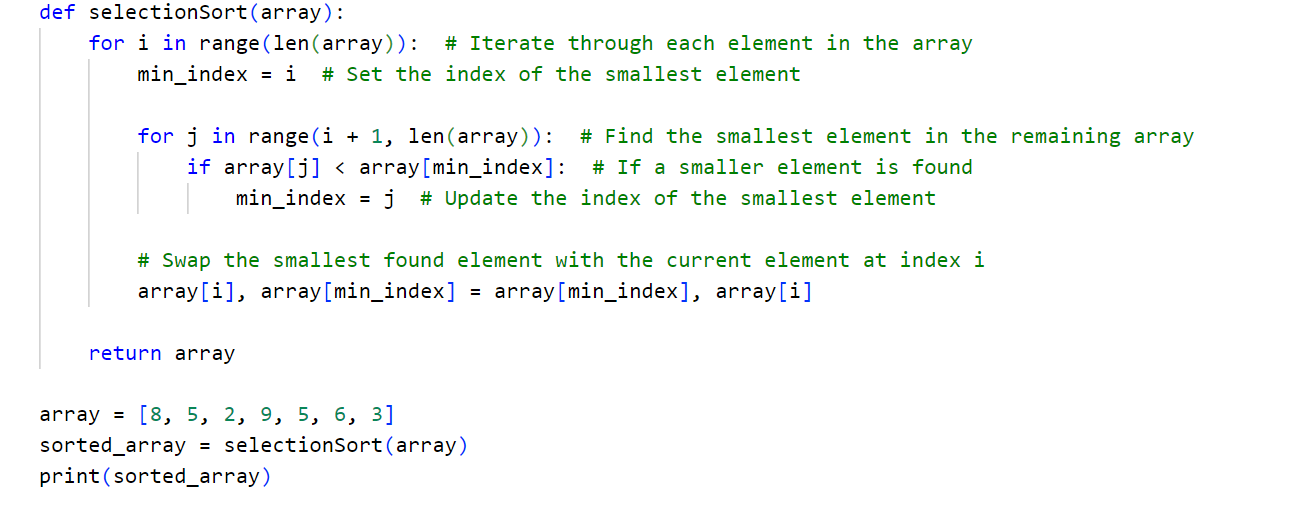 def selectionSort(array):
    for i in range(len(array)):  # Iterate through each element in the array
        min_index = i  # Set the index of the smallest element

        for j in range(i + 1, len(array)):  # Find the smallest element in the remaining array
            if array[j] < array[min_index]:  # If a smaller element is found
                min_index = j  # Update the index of the smallest element

        # Swap the smallest found element with the current element at index i
        array[i], array[min_index] = array[min_index], array[i]

    return array

array = [8, 5, 2, 9, 5, 6, 3]
sorted_array = selectionSort(array)
print(sorted_array)